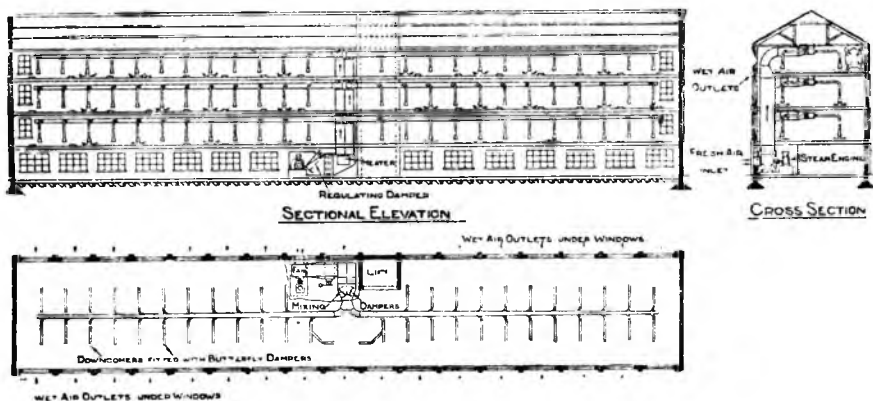 WET AIR
OUTLETS
FRESH AIR
INLET
STEAM ENGINE
HEATER
REGULATING DAMPER
SECTIONAL ELEVATION
CROSS SECTION
WET AIR OUTLETS UNDER WINDOWS
FAN
LIFT
MIXING DAMPERS
DOWNCOMERS FITTED WITH BUTTERFLY DAMPERS
WET AIR OUTLETS UNDER WINDOWS